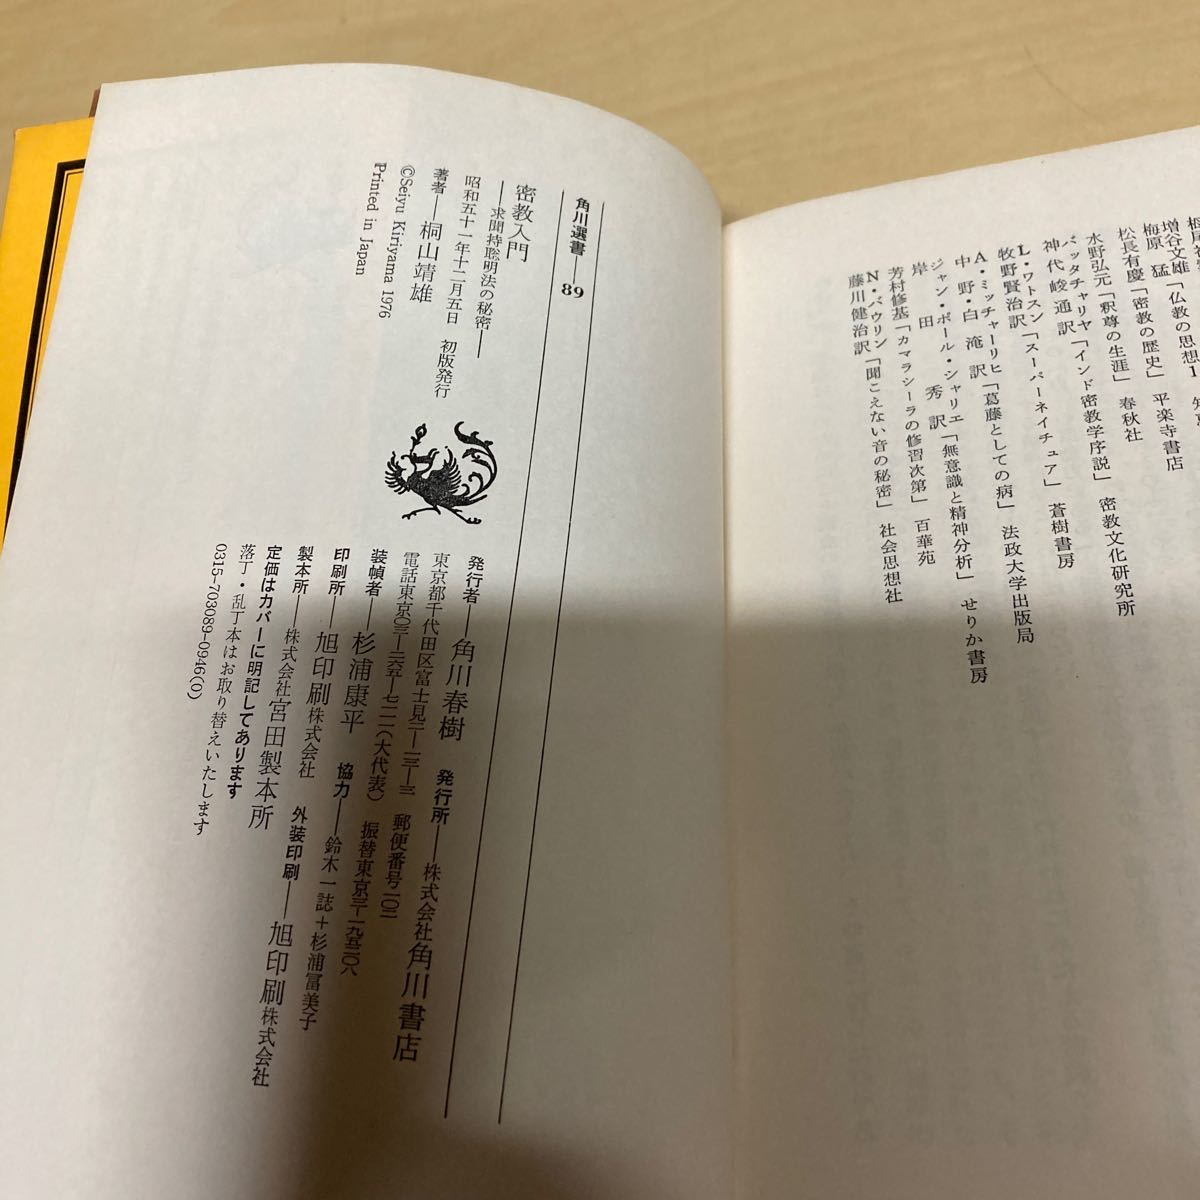 増谷文雄
梅原　猛「仏教の思想1
松長有慶「密教の歴史」　平楽寺書店
水野弘元「釈尊の生涯」　春秋社
バッタチャリヤ
神代峻通訳「インド密教学序説」　密教文化研究所
L・ワトスン
牧野賢治訳「スーパーネイチュア」　蒼樹書房
A・ミッチャーリヒ
中野・白滝訳「葛藤としての病」　法政大学出版局
ジャン・ポール・シャリエ
岸　田　秀　訳「無意識と精神分析」　せりか書房
芳村修基「カマラシーラの修習次第」　百華苑
N・バウリン
藤川健治訳「聞こえない音の秘密」　社会思想社
角川選書――89
密教入門
――求聞持聡明法の秘密――
昭和五十一年十二月五日　初版発行
著者――桐山靖雄
©Seiyu Kiriyama 1976
Printed in Japan
発行者――角川春樹　発行所――株式会社角川書店
東京都千代田区富士見二―一三―三　郵便番号一〇二
電話東京〇三―二六五―七一一一（大代表）　振替東京三―一九五二〇八
装幀者――杉浦康平　協力――鈴木一誌＋杉浦冨美子
印刷所――旭印刷株式会社　外装印刷――旭印刷株式会社
製本所――株式会社宮田製本所
定価はカバーに明記してあります
落丁・乱丁本はお取り替えいたします
0315-703089-0946(0)